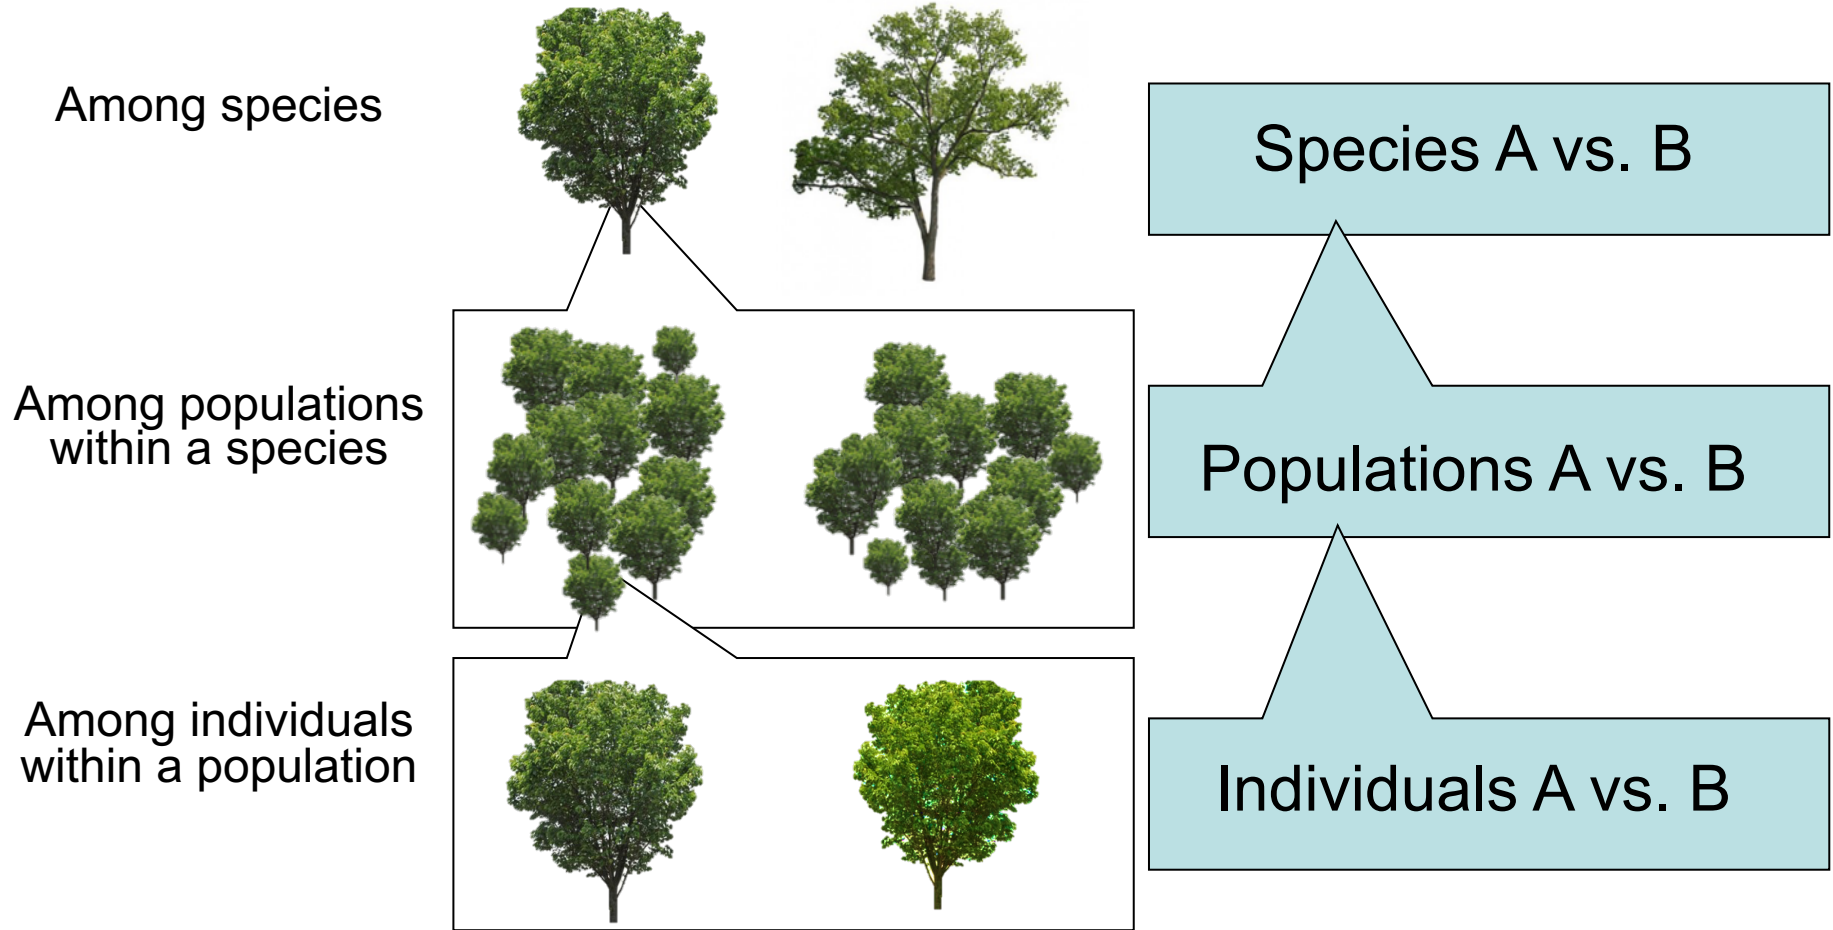 Among species
Species A vs. B
Among populations
within a species
Populations A vs. B
Among individuals
within a population
Individuals A vs. B